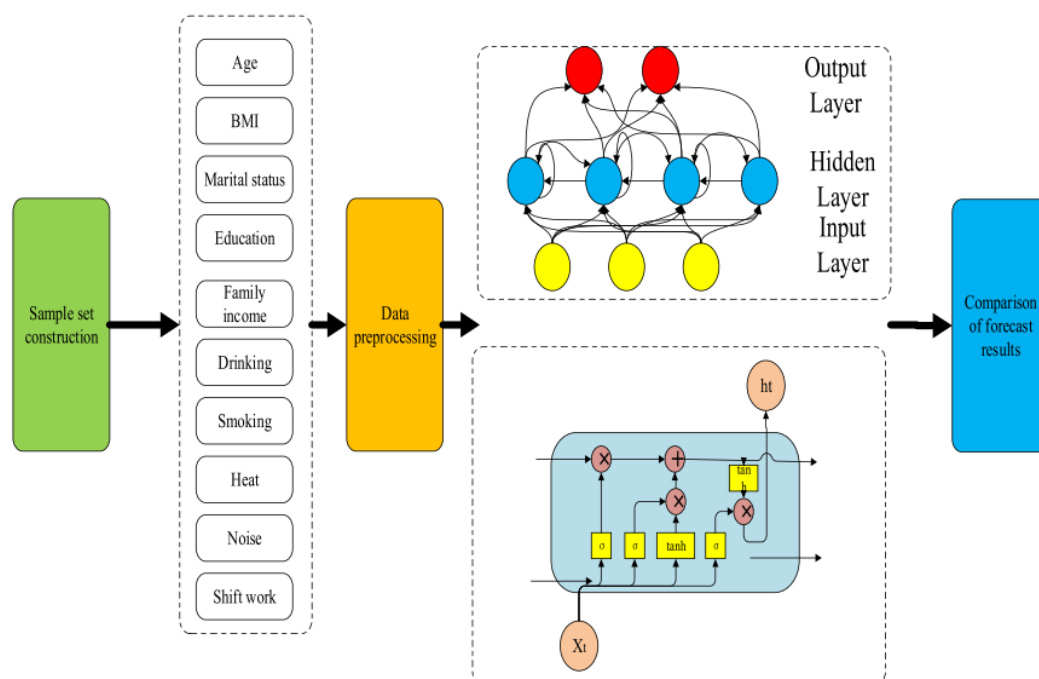 Sample set
construction
Age
BMI
Marital status
Education
Family
income
Drinking
Smoking
Heat
Noise
Shift work
Data
preprocessing
Output
Layer
Hidden
Layer
Input
Layer
ht
tan
h
σ
σ
tanh
σ
Xt
Comparison
of forecast
results